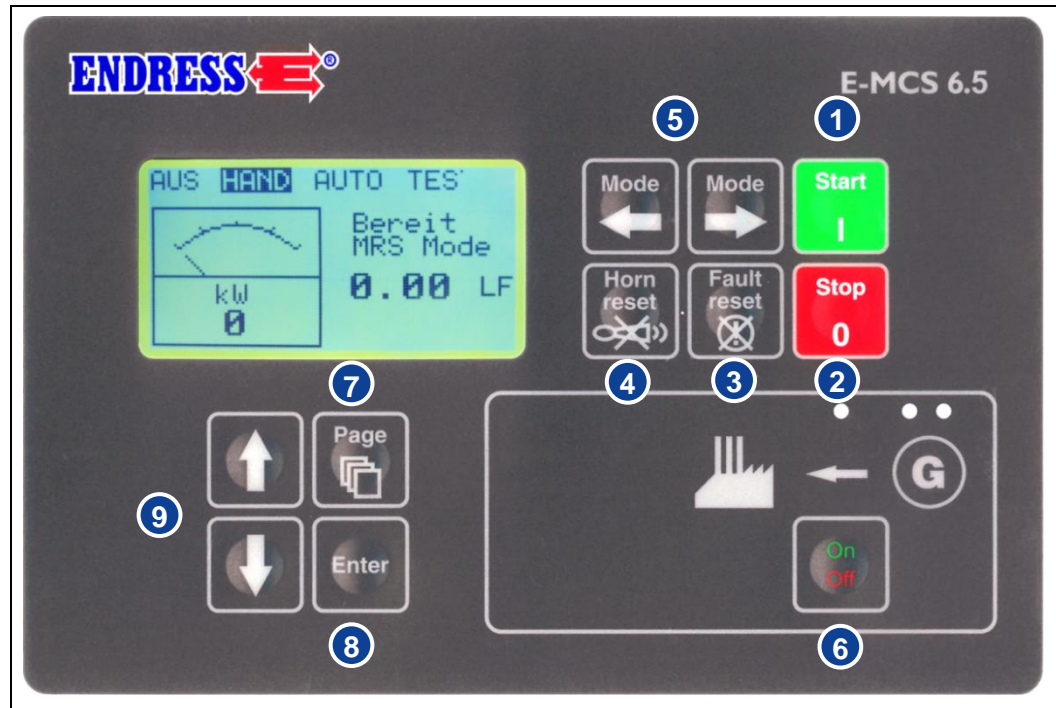 ENDRESS E®
E-MCS 6.5
5
1
AUS HAND AUTO TES
Bereit
MRS Mode
0.00 LF
kW
0
Mode
Mode
Start
I
Horn
reset
Fault
reset
Stop
0
4
3
2
7
Page
9
Enter
8
G
On
Off
6